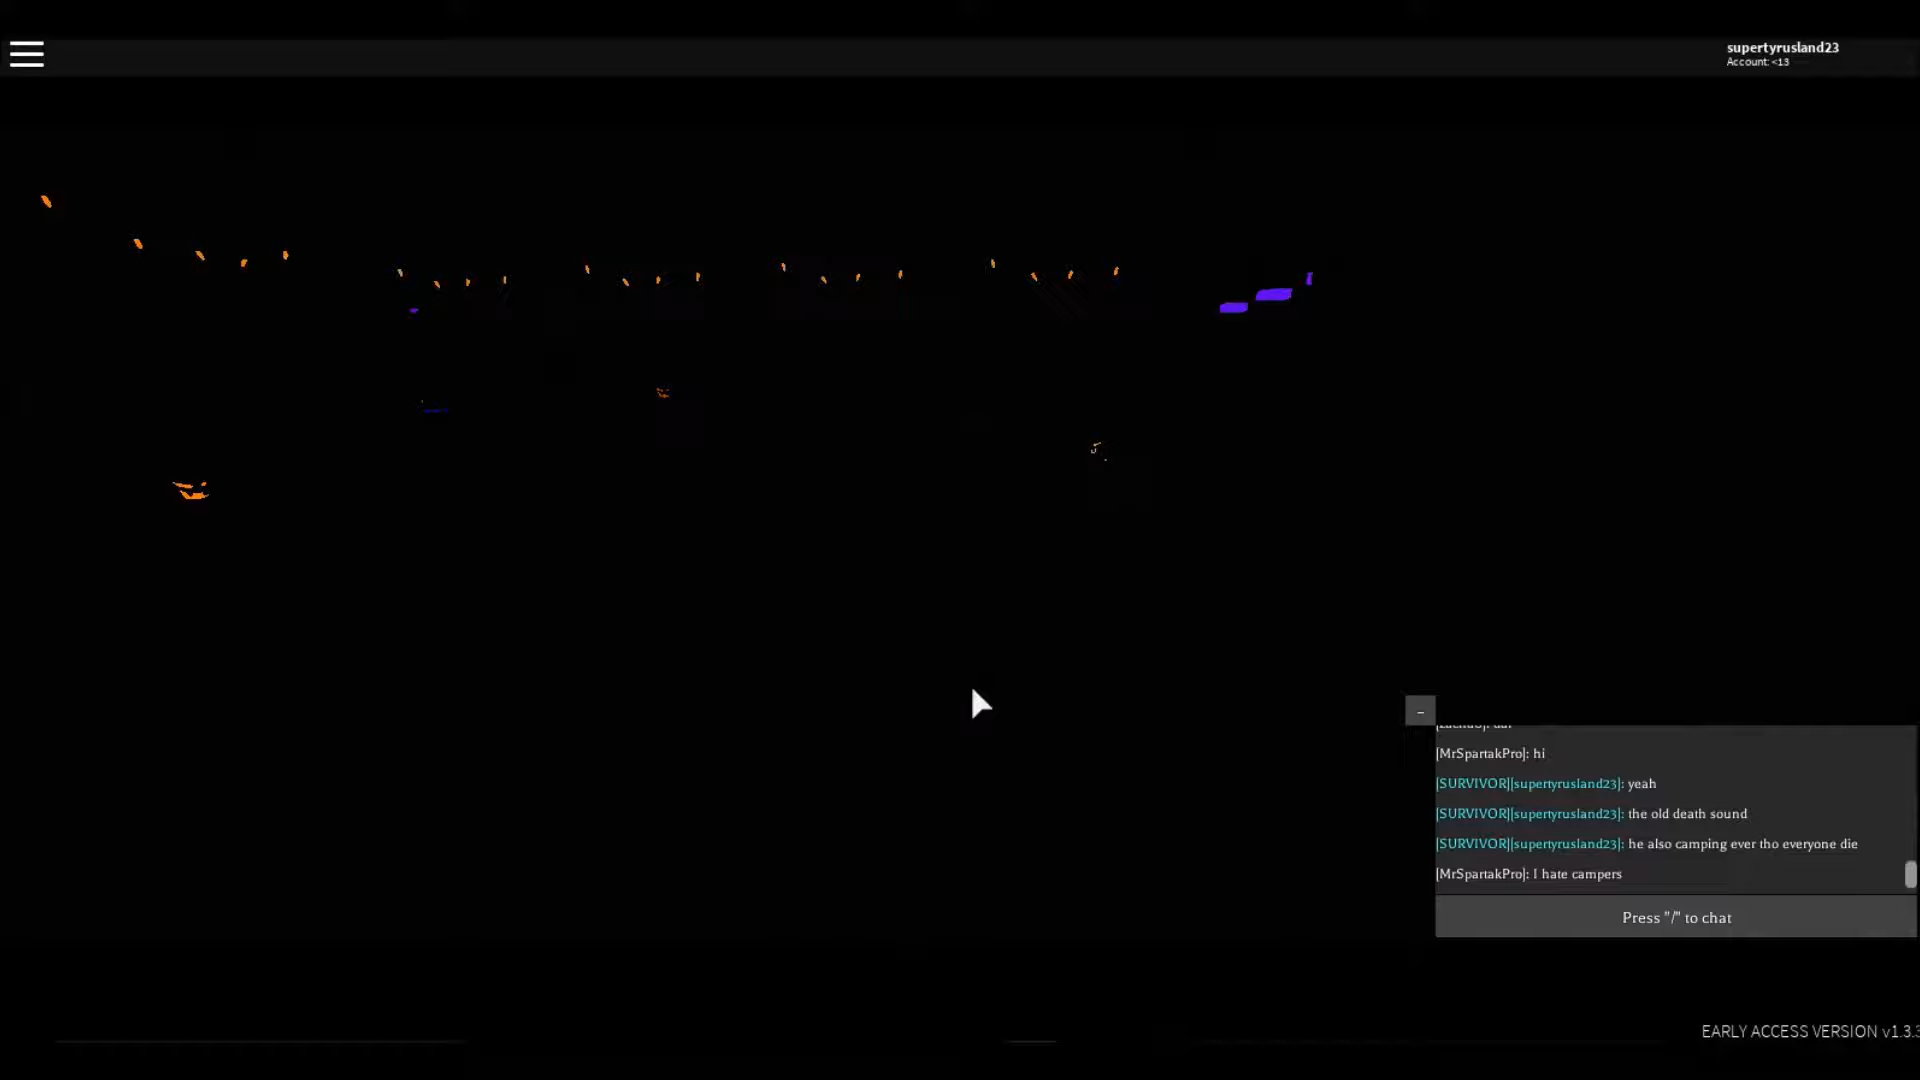 supertyrusland23
Account: <13
[MrSpartakPro]: hi
[SURVIVOR][supertyrusland23]: yeah
[SURVIVOR][supertyrusland23]: the old death sound
[SURVIVOR][supertyrusland23]: he also camping ever tho everyone die
[MrSpartakPro]: I hate campers
Press "/" to chat
EARLY ACCESS VERSION v1.3.3